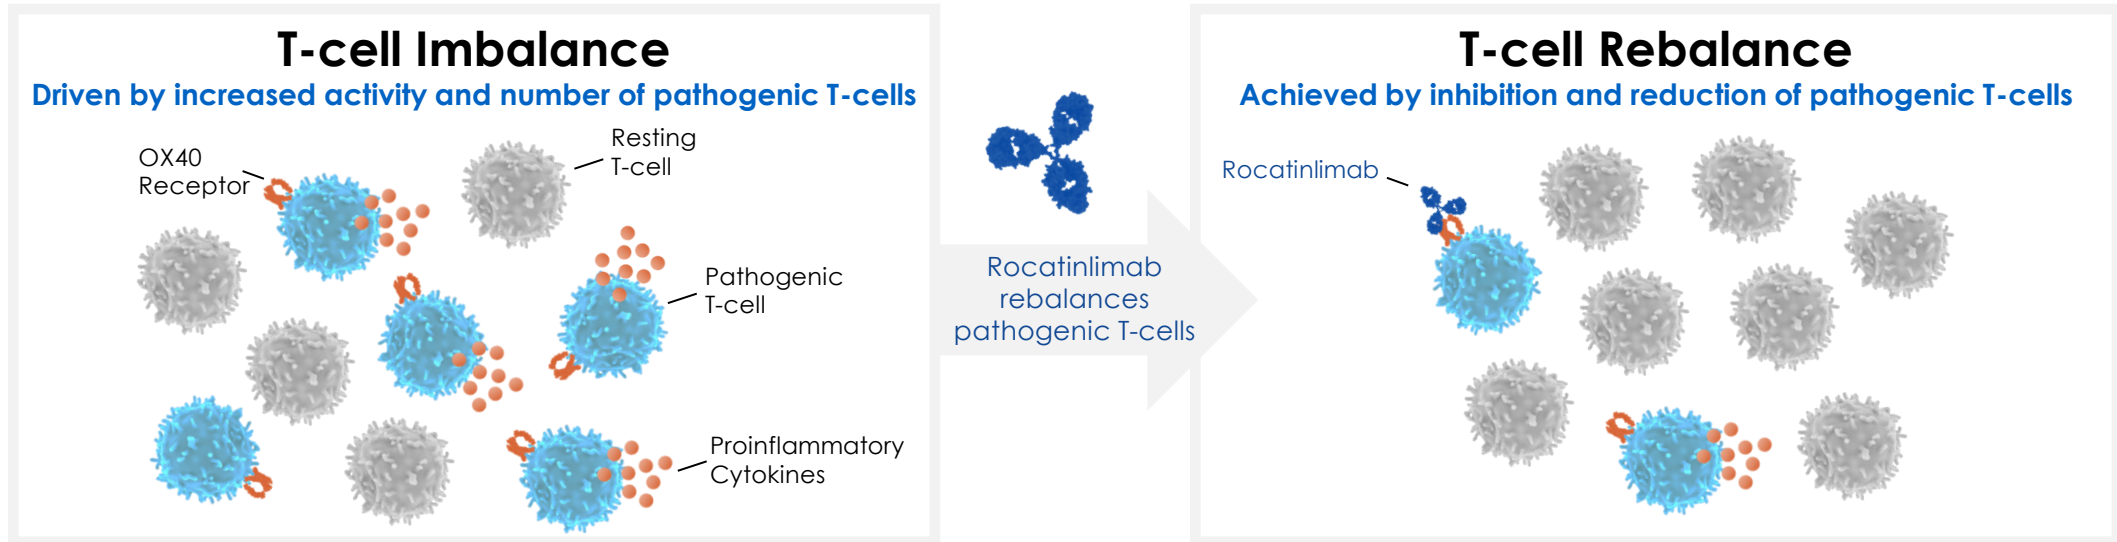 T-cell Imbalance
Driven by increased activity and number of pathogenic T-cells
OX40
Receptor
Resting
T-cell
Pathogenic
T-cell
Proinflammatory
Cytokines
Rocatinlimab
rebalances
pathogenic T-cells
T-cell Rebalance
Achieved by inhibition and reduction of pathogenic T-cells
Rocatinlimab